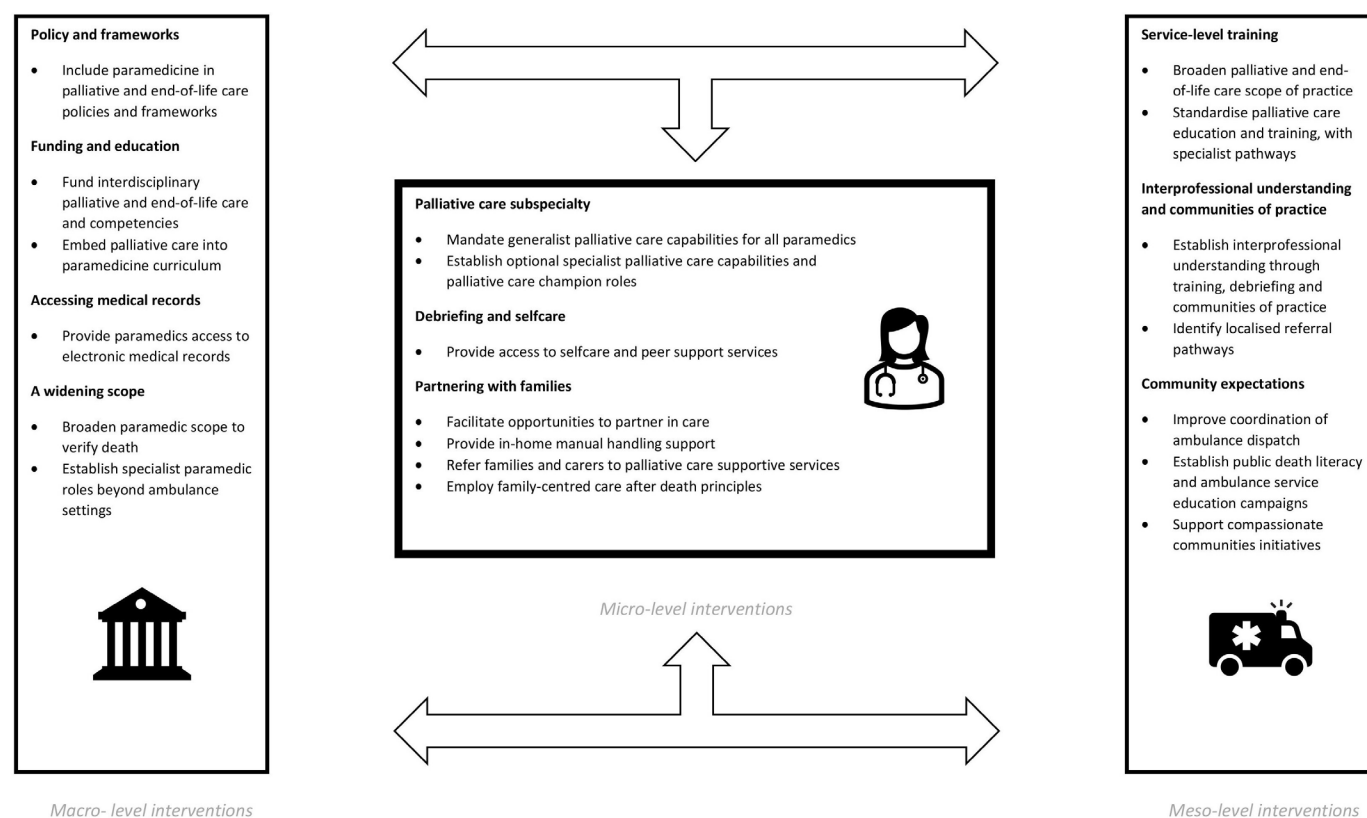 Policy and frameworks
• Include paramedicine in
palliative and end-of-life care
policies and frameworks
Funding and education
• Fund interdisciplinary
palliative and end-of-life care
and competencies
• Embed palliative care into
paramedicine curriculum
Accessing medical records
• Provide paramedics access to
electronic medical records
A widening scope
• Broaden paramedic scope to
verify death
• Establish specialist paramedic
roles beyond ambulance
settings
Macro- level interventions
Palliative care subspecialty
• Mandate generalist palliative care capabilities for all paramedics
• Establish optional specialist palliative care capabilities and
palliative care champion roles
Debriefing and selfcare
• Provide access to selfcare and peer support services
Partnering with families
• Facilitate opportunities to partner in care
• Provide in-home manual handling support
• Refer families and carers to palliative care supportive services
• Employ family-centred care after death principles
Micro-level interventions
Service-level training
• Broaden palliative and end-
of-life care scope of practice
• Standardise palliative care
education and training, with
specialist pathways
Interprofessional understanding
and communities of practice
• Establish interprofessional
understanding through
training, debriefing and
communities of practice
• Identify localised referral
pathways
Community expectations
• Improve coordination of
ambulance dispatch
• Establish public death literacy
and ambulance service
education campaigns
• Support compassionate
communities initiatives
Meso-level interventions